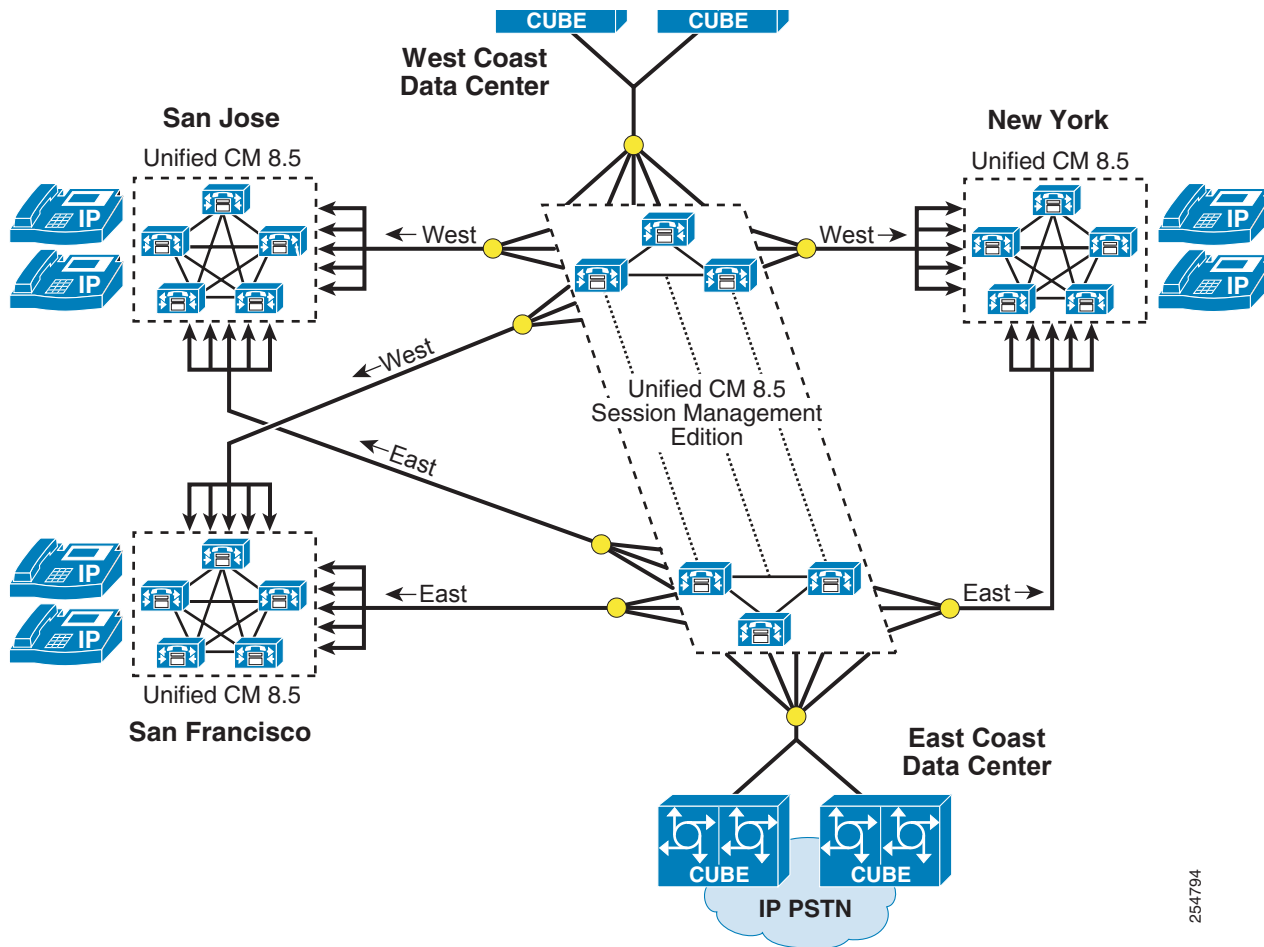 CUBE
CUBE
West Coast
Data Center
San Jose
Unified CM 8.5
IP
IP
West
West
New York
Unified CM 8.5
IP
IP
West
Unified CM 8.5
Session Management
Edition
East
IP
IP
East
East
Unified CM 8.5
San Francisco
East Coast
Data Center
CUBE
CUBE
IP PSTN
254794